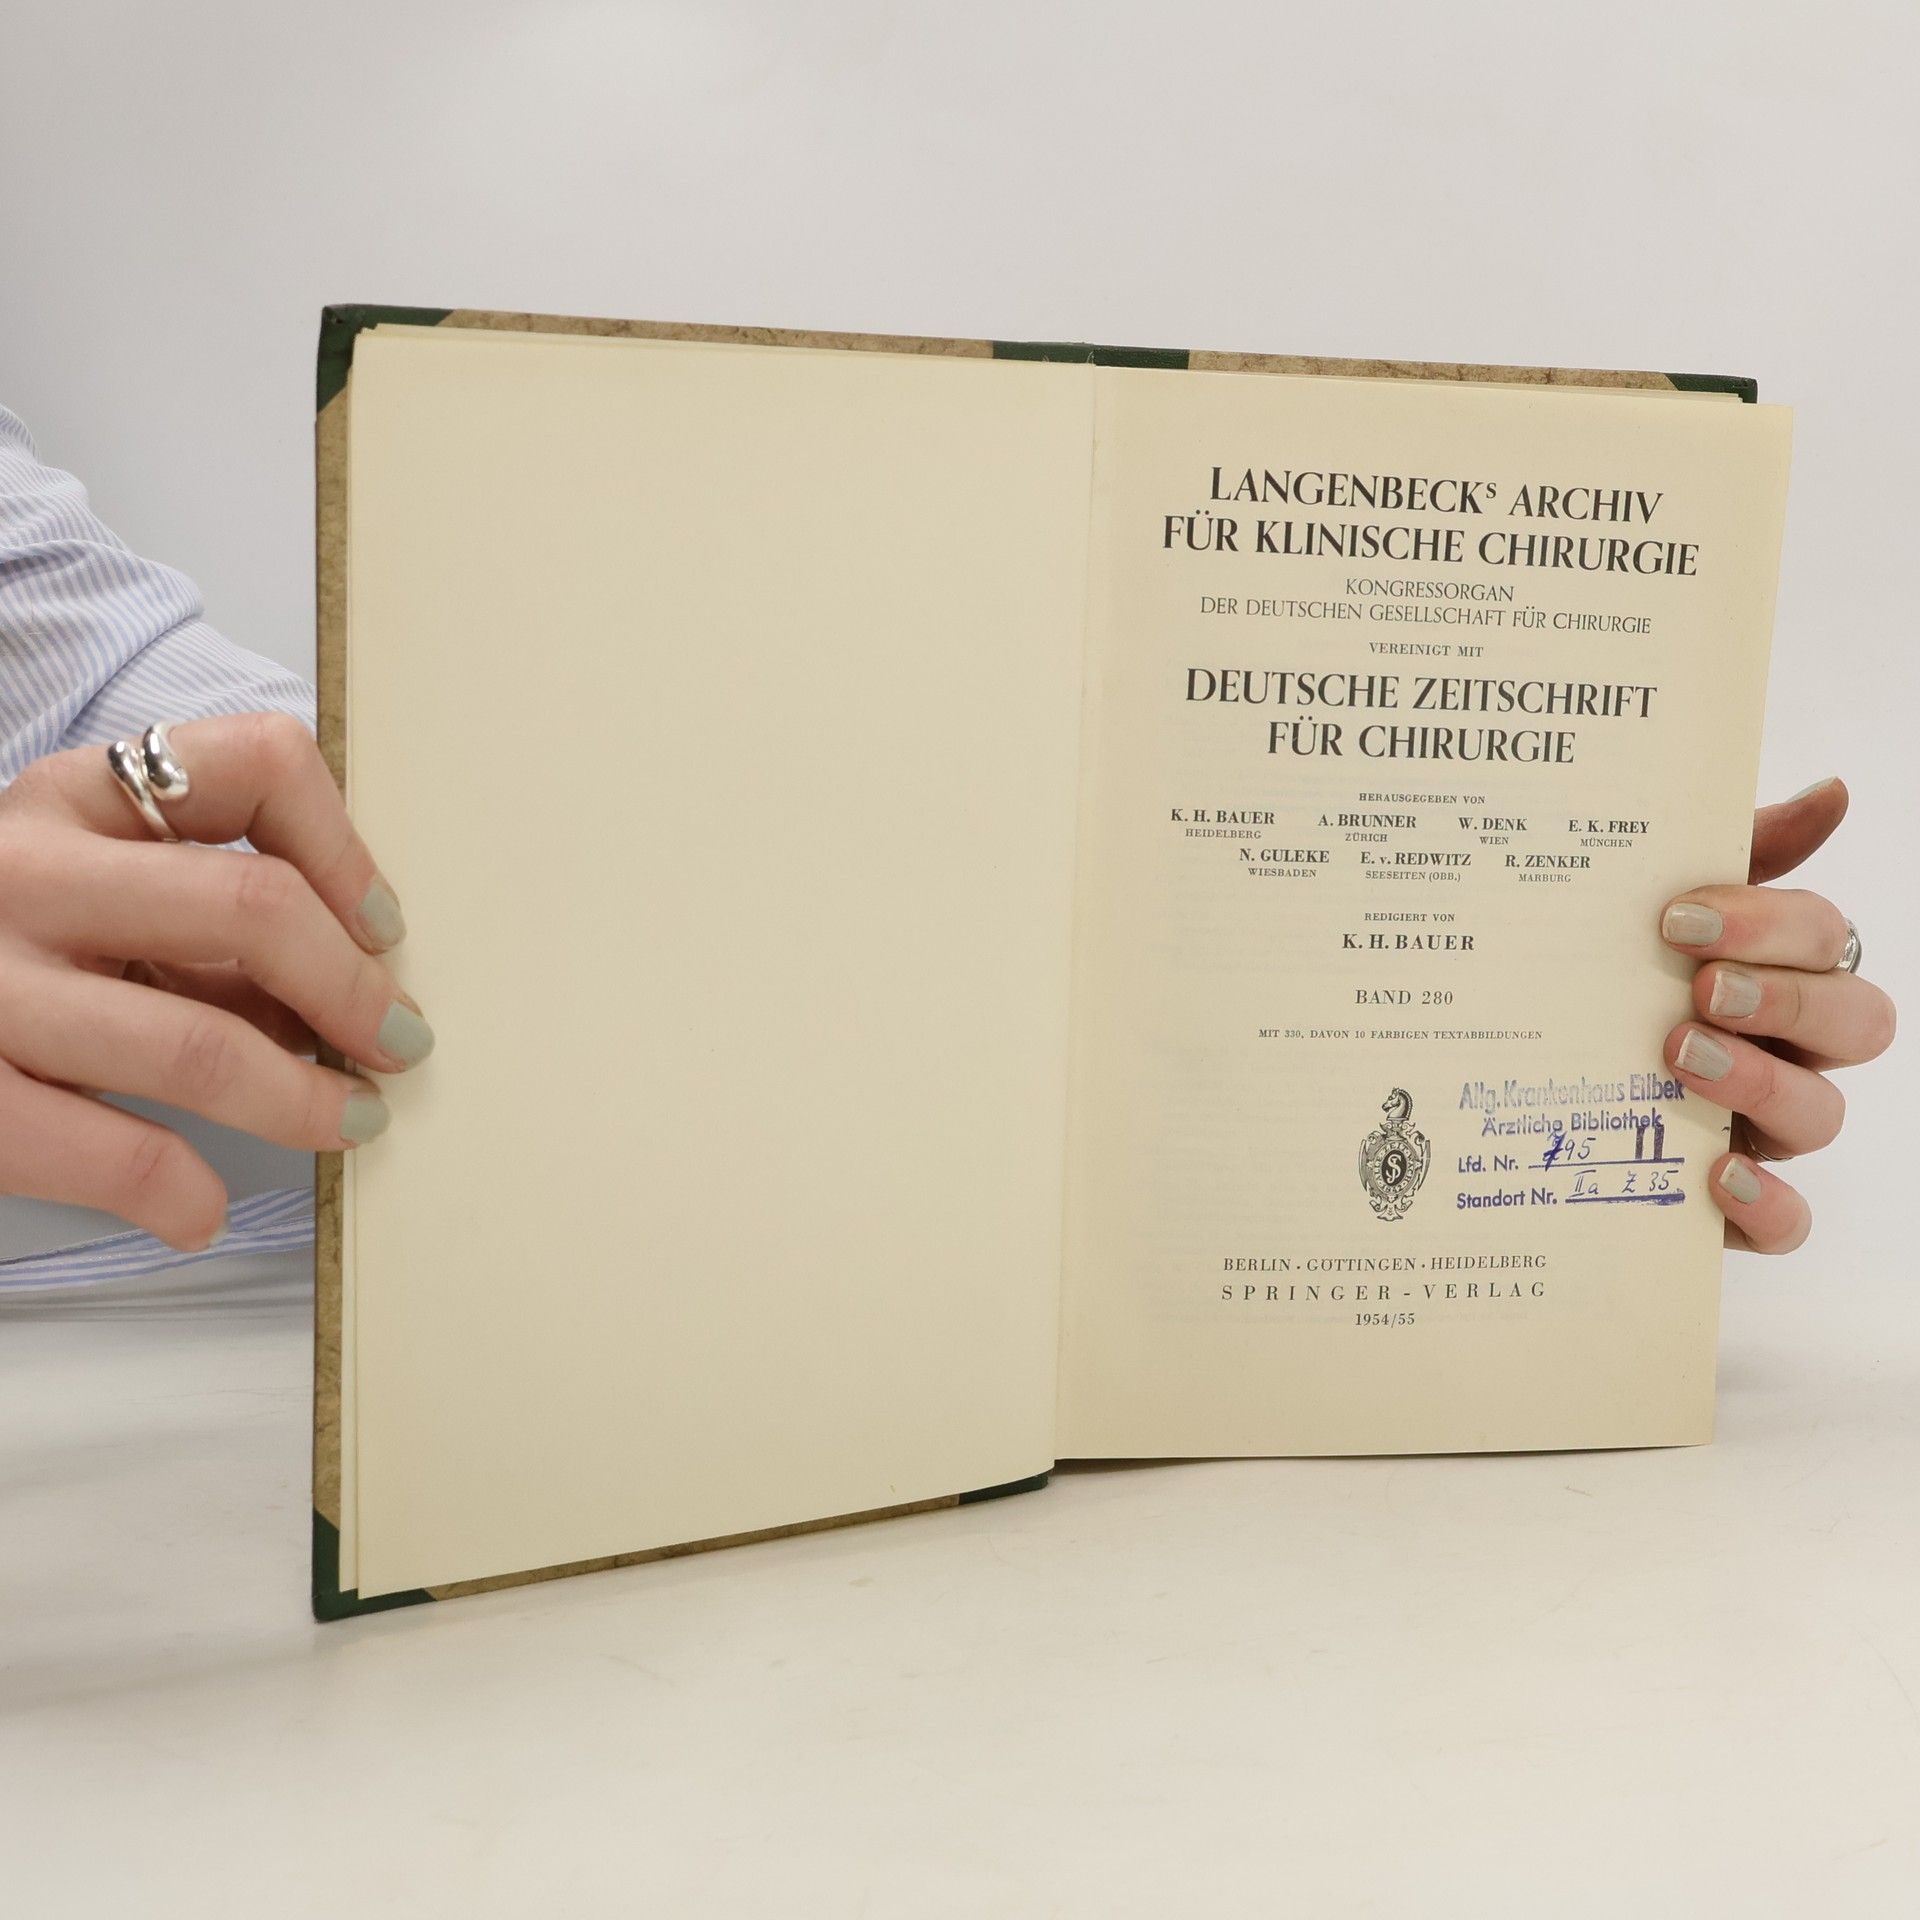 LANGENBECKs ARCHIV
FÜR KLINISCHE CHIRURGIE
KONGRESSORGAN
DER DEUTSCHEN GESELLSCHAFT FÜR CHIRURGIE
VEREINIGT MIT
DEUTSCHE ZEITSCHRIFT
FÜR CHIRURGIE
HERAUSGEGEBEN VON
K. H. BAUER A. BRUNNER W. DENK E. K. FREY
HEIDELBERG ZÜRICH WIEN MÜNCHEN
N. GULEKE E. v. REDWITZ R. ZENKER
WIESBADEN SEESEITEN (OBB.) MARBURG
REDIGIERT VON
K. H. BAUER
BAND 280
MIT 330, DAVON 10 FARBIGEN TEXTABBILDUNGEN
Allg. Krankenhaus Eilbek
Ärztliche Bibliothek
Lfd. Nr. 95
Standort Nr. IIa Z 35
BERLIN · GÖTTINGEN · HEIDELBERG
SPRINGER-VERLAG
1954/55